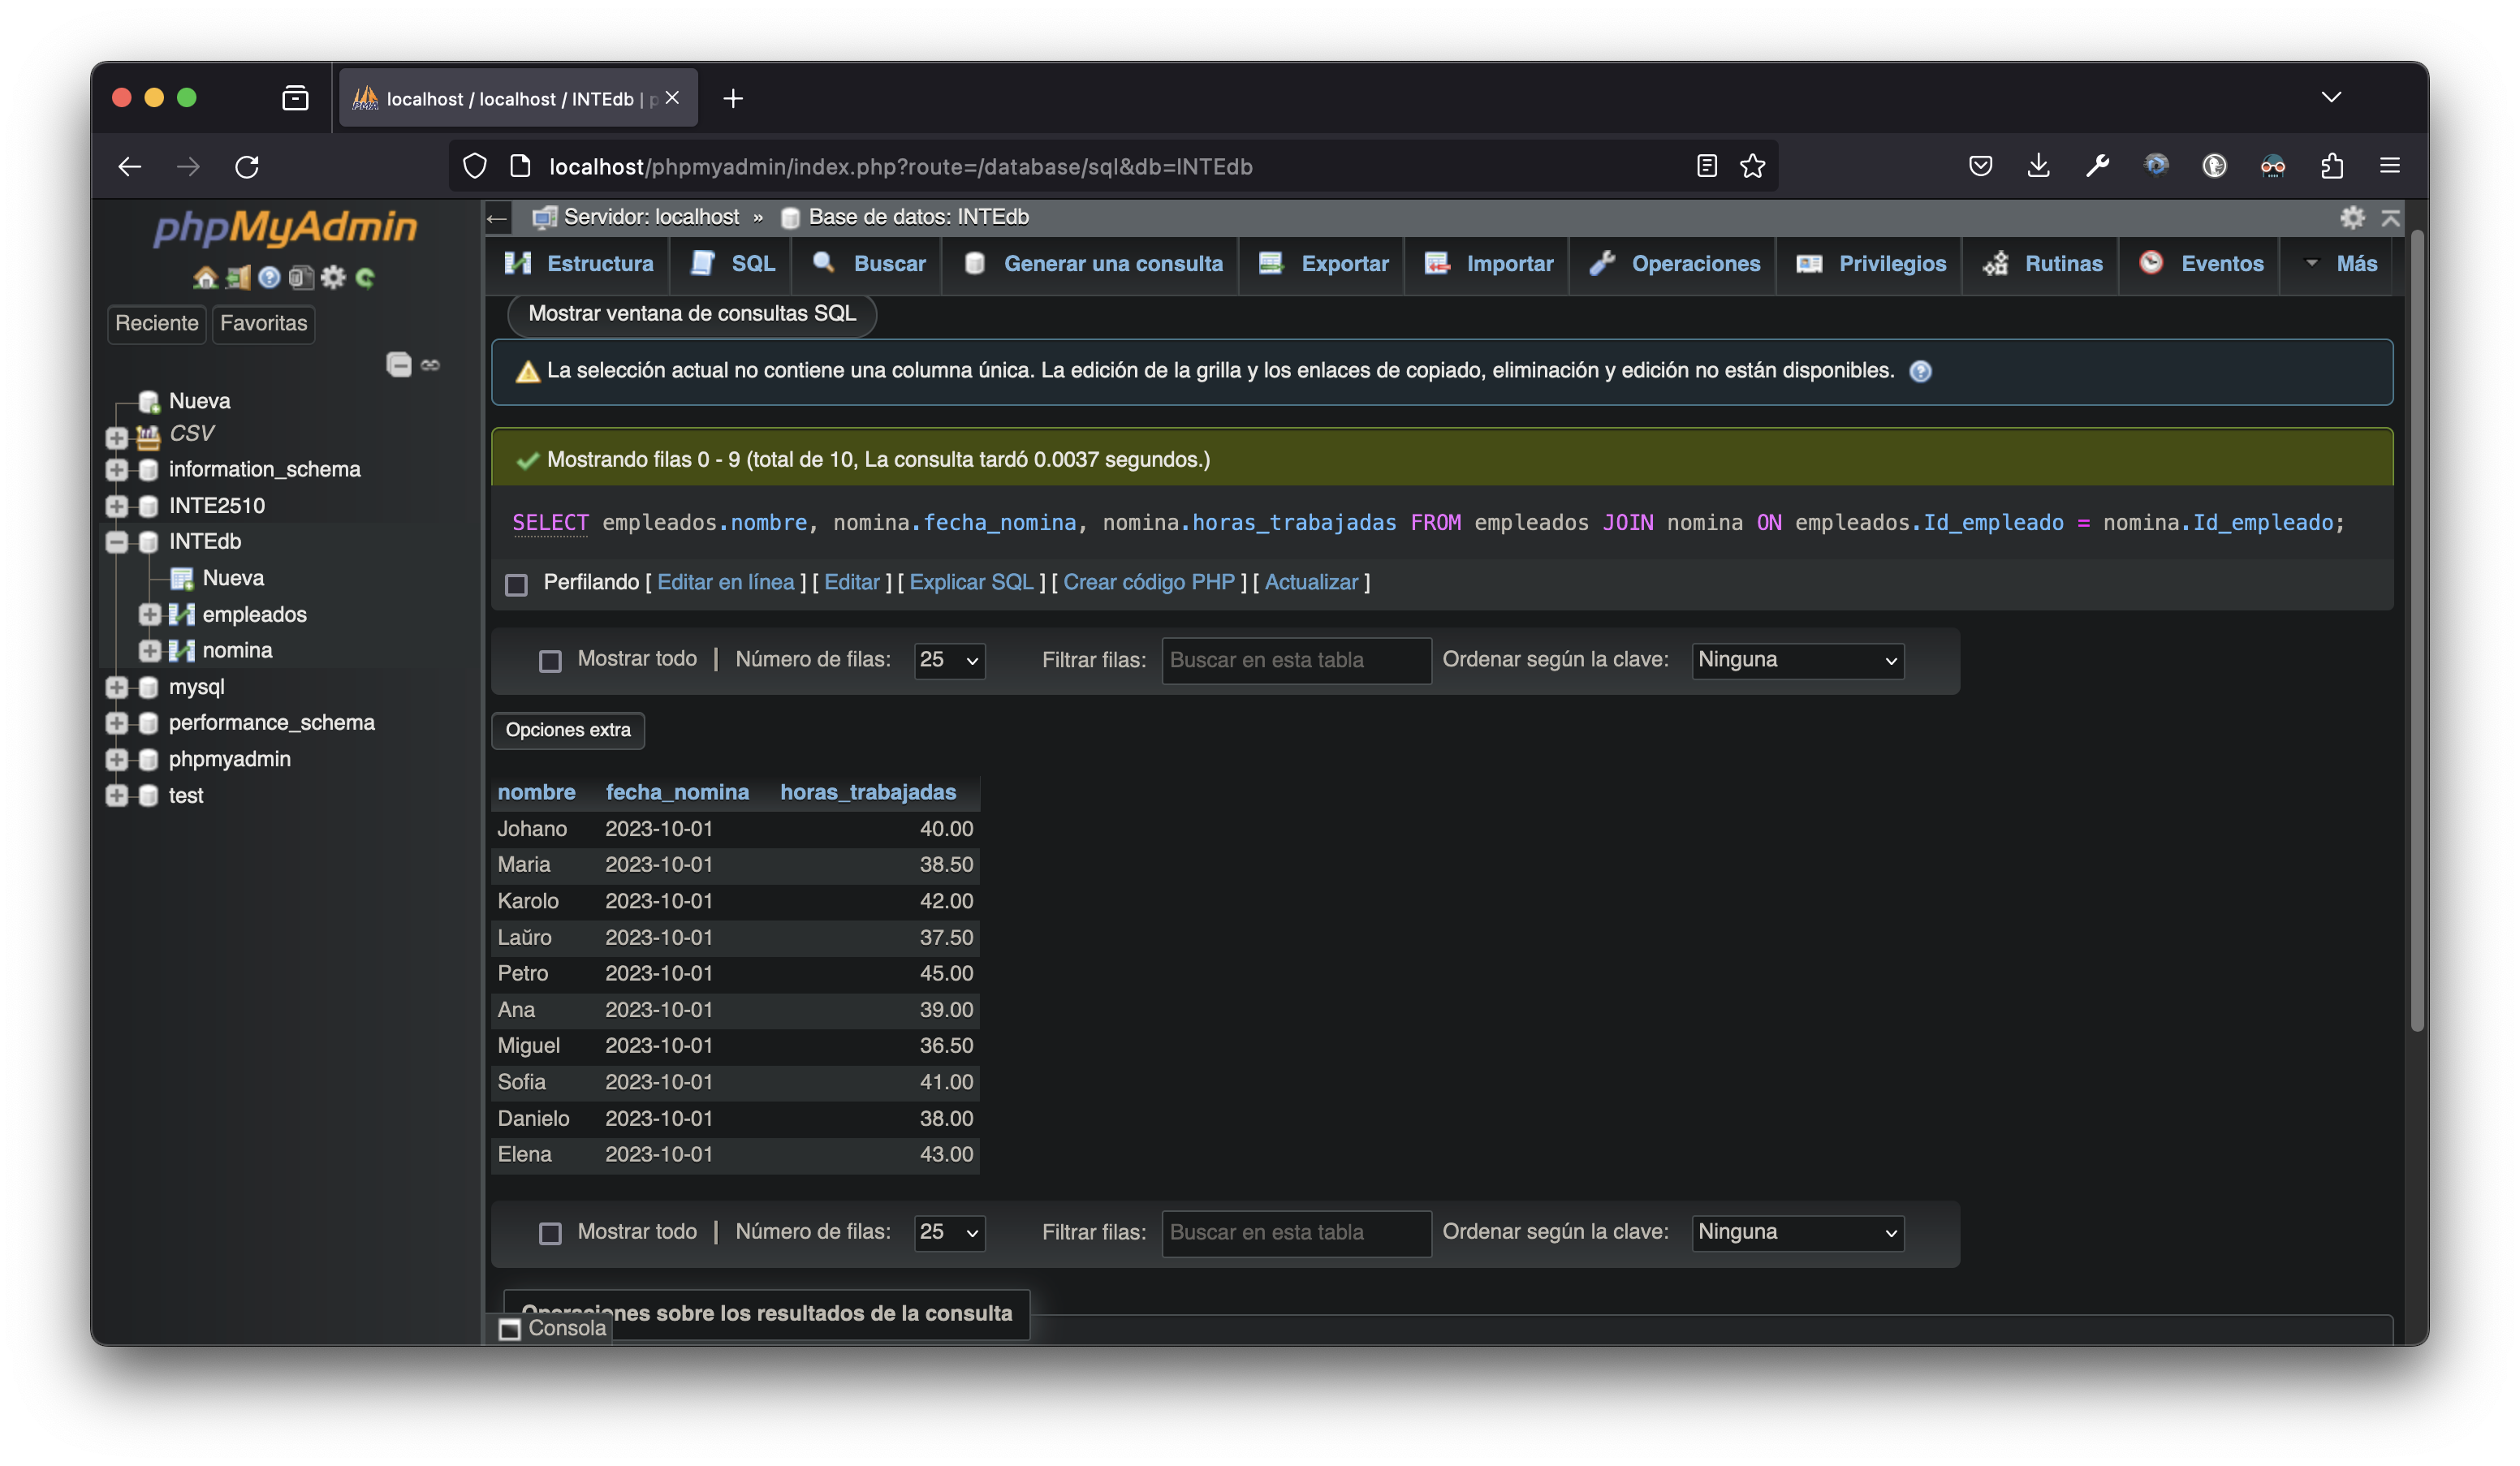 localhost / localhost / INTEdb | p
localhost/phpmyadmin/index.php?route=/database/sql&db=INTEdb
phpMyAdmin
Reciente Favoritas
Nueva
CSV
information_schema
INTE2510
INTEdb
Nueva
empleados
nomina
mysql
performance_schema
phpmyadmin
test
Servidor: localhost » Base de datos: INTEdb
Estructura SQL Buscar Generar una consulta Exportar Importar Operaciones Privilegios Rutinas Eventos Más
Mostrar ventana de consultas SQL
La selección actual no contiene una columna única. La edición de la grilla y los enlaces de copiado, eliminación y edición no están disponibles.
Mostrando filas 0 - 9 (total de 10, La consulta tardó 0.0037 segundos.)
SELECT empleados.nombre, nomina.fecha_nomina, nomina.horas_trabajadas FROM empleados JOIN nomina ON empleados.Id_empleado = nomina.Id_empleado;
Perfilando [ Editar en línea ] [ Editar ] [ Explicar SQL ] [ Crear código PHP ] [ Actualizar ]
Mostrar todo | Número de filas: 25 Filtrar filas: Buscar en esta tabla Ordenar según la clave: Ninguna
Opciones extra
nombre fecha_nomina horas_trabajadas
Johano 2023-10-01 40.00
Maria 2023-10-01 38.50
Karolo 2023-10-01 42.00
Laŭro 2023-10-01 37.50
Petro 2023-10-01 45.00
Ana 2023-10-01 39.00
Miguel 2023-10-01 36.50
Sofia 2023-10-01 41.00
Danielo 2023-10-01 38.00
Elena 2023-10-01 43.00
Mostrar todo | Número de filas: 25 Filtrar filas: Buscar en esta tabla Ordenar según la clave: Ninguna
Operaciones sobre los resultados de la consulta
Consola